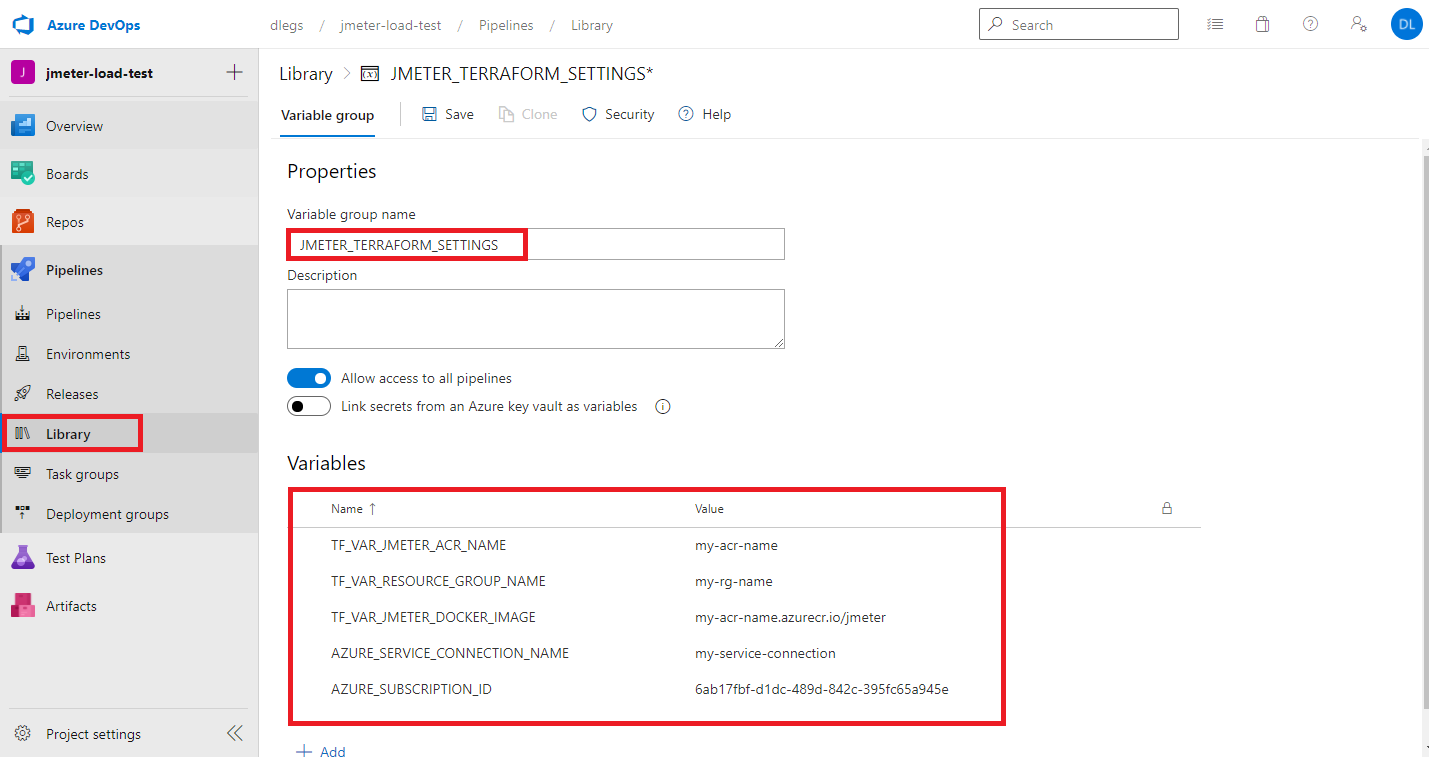 Azure DevOps
dlegs / jmeter-load-test / Pipelines / Library
Search
DL
J jmeter-load-test
Overview
Boards
Repos
Pipelines
Pipelines
Environments
Releases
Library
Task groups
Deployment groups
Test Plans
Artifacts
Project settings
Library > (x) JMETER_TERRAFORM_SETTINGS*
Variable group Save Clone Security Help
Properties
Variable group name
JMETER_TERRAFORM_SETTINGS
Description
Allow access to all pipelines
Link secrets from an Azure key vault as variables
Variables
Name ↑ Value
TF_VAR_JMETER_ACR_NAME my-acr-name
TF_VAR_RESOURCE_GROUP_NAME my-rg-name
TF_VAR_JMETER_DOCKER_IMAGE my-acr-name.azurecr.io/jmeter
AZURE_SERVICE_CONNECTION_NAME my-service-connection
AZURE_SUBSCRIPTION_ID 6ab17fbf-d1dc-489d-842c-395fc65a945e
+ Add